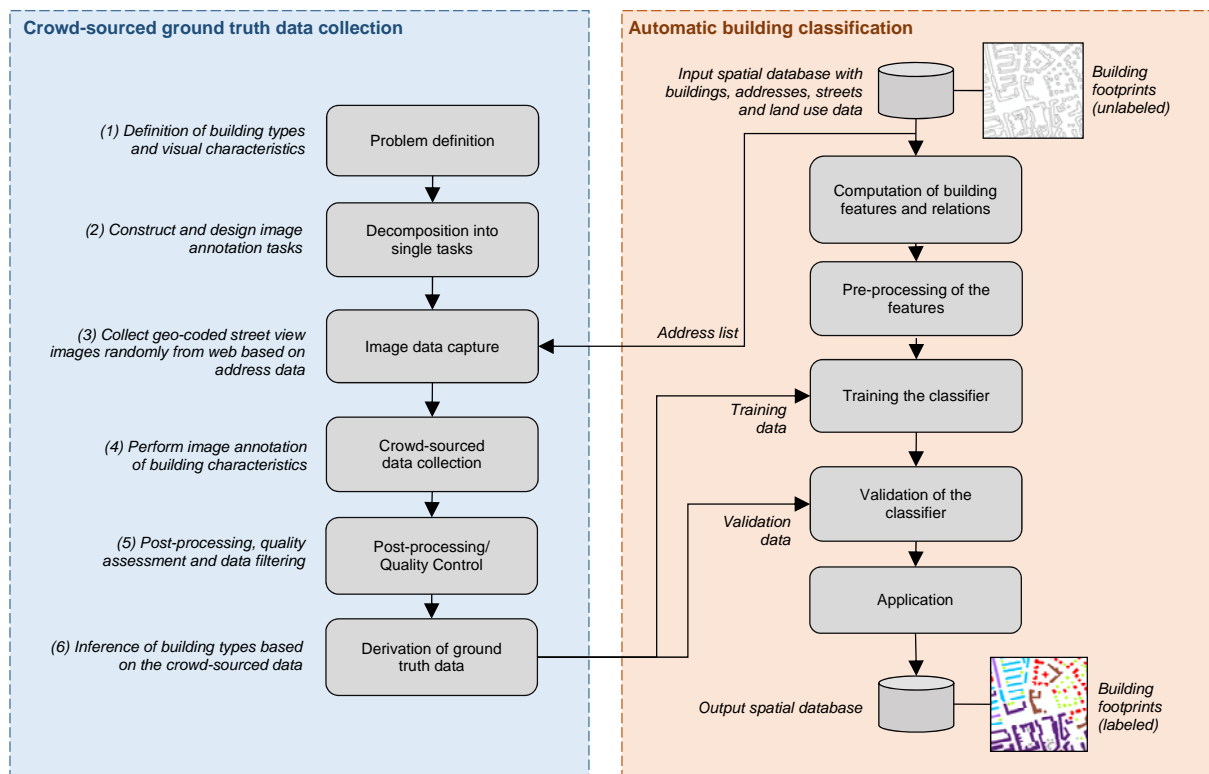 Crowd-sourced ground truth data collection
(1) Definition of building types
and visual characteristics
Problem definition
(2) Construct and design image
annotation tasks
Decomposition into
single tasks
(3) Collect geo-coded street view
images randomly from web based on
address data
Image data capture
(4) Perform image annotation
of building characteristics
Crowd-sourced
data collection
(5) Post-processing, quality
assessment and data filtering
Post-processing/
Quality Control
(6) Inference of building types based
on the crowd-sourced data
Derivation of ground
truth data
Automatic building classification
Input spatial database with
buildings, addresses, streets
and land use data
Building
footprints
(unlabeled)
Computation of building
features and relations
Pre-processing of the
features
Address list
Training the classifier
Training
data
Validation of the
classifier
Validation
data
Application
Output spatial database
Building
footprints
(labeled)